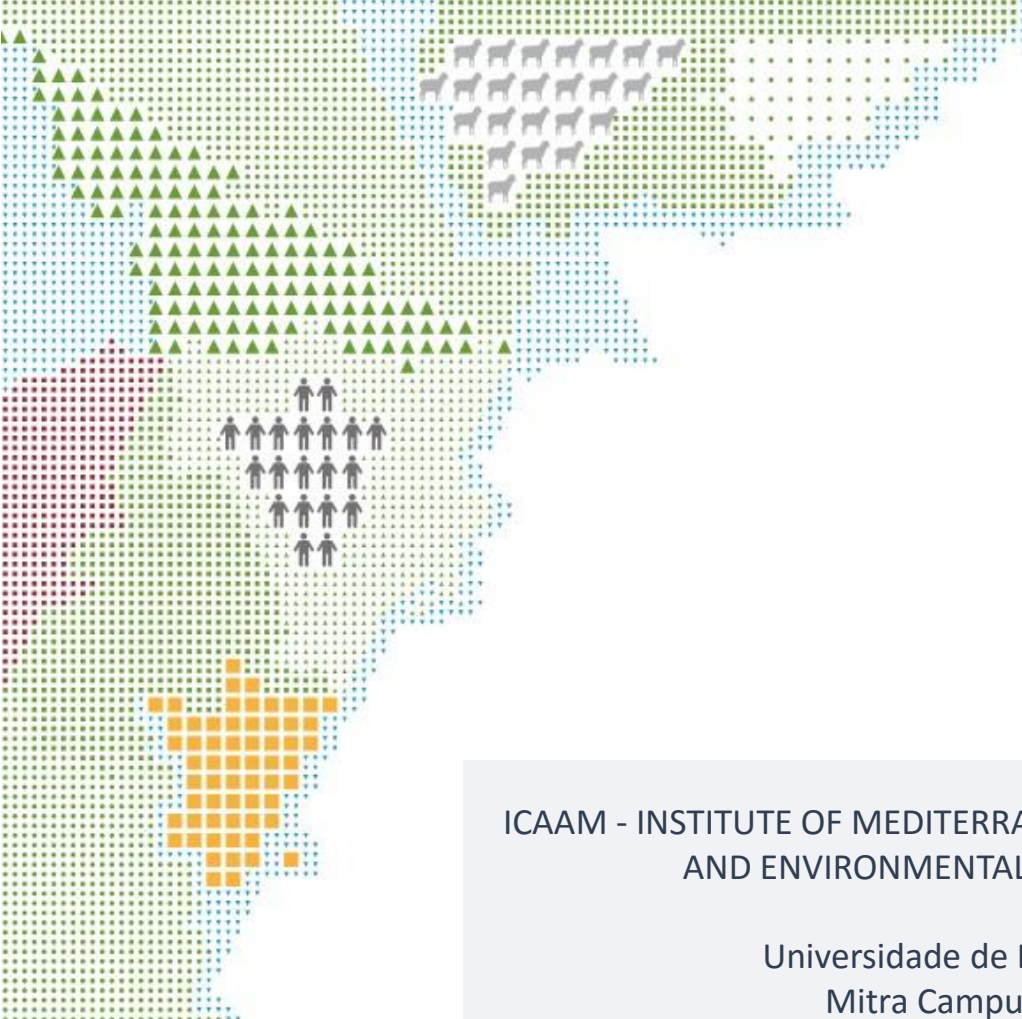 ICAAM - INSTITUTE OF MEDITERRA
AND ENVIRONMENTAL
Universidade de
Mitra Campu